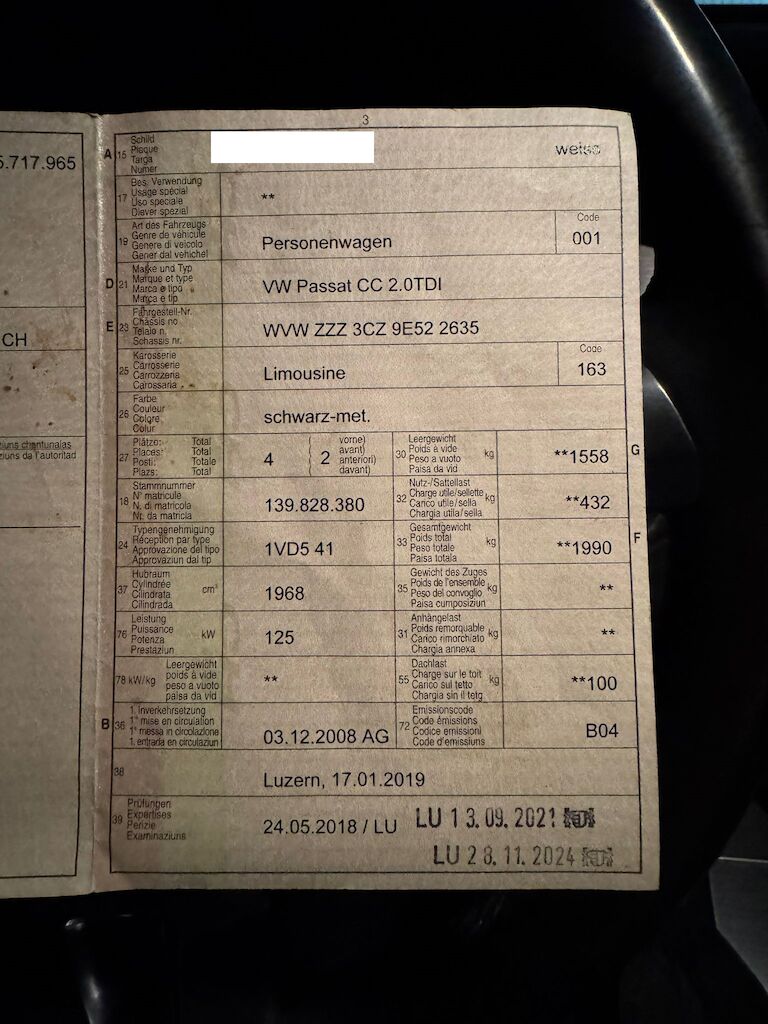 3
5.717.965
CH
ziuns chantunalas
ziuns da l'autoritad
A 15 Schild
Plaque
Targa
Numer
weiss
17 Bes. Verwendung
Usage spécial
Uso speciale
Diever spezial
**
19 Art des Fahrzeugs
Genre de véhicule
Genere di veicolo
Gener dal vehichel
Personenwagen
Code
001
D 21 Marke und Typ
Marque et type
Marca e tipo
Marca e tip
VW Passat CC 2.0TDI
E 23 Fahrgestell-Nr.
Châssis no
Telaio n.
Schassis nr.
WVW ZZZ 3CZ 9E52 2635
25 Karosserie
Carrosserie
Carrozzeria
Carossaria
Limousine
Code
163
26 Farbe
Couleur
Colore
Colur
schwarz-met.
27 Plätze: Total
Places: Total
Posti: Totale
Plazs: Total
4 ( 2 vorne)
avant)
anteriori)
davant)
30 Leergewicht
Poids à vide
Peso a vuoto
Paisa da vid
kg
**1558
G
18 Stammnummer
N° matricule
N. di matricola
Nr. da matricla
139.828.380
32 Nutz-/Sattellast
Charge utile/sellette
Carico utile/sella
Chargia utila/sella
kg
**432
24 Typengenehmigung
Réception par type
Approvazione del tipo
Approvaziun dal tip
1VD5 41
33 Gesamtgewicht
Poids total
Peso totale
Paisa totala
kg
**1990
F
37 Hubraum
Cylindrée
Cilindrata
Cilindrada
cm³
1968
35 Gewicht des Zuges
Poids de l'ensemble
Peso del convoglio
Paisa cumposiziun
kg
**
76 Leistung
Puissance
Potenza
Prestaziun
kW
125
31 Anhängelast
Poids remorquable
Carico rimorchiato
Chargia annexa
kg
**
78 kW/kg Leergewicht
poids à vide
peso a vuoto
paisa da vid
**
55 Dachlast
Charge sur le toit
Carico sul tetto
Chargia sin il tetg
kg
**100
B 36 1. Inverkehrsetzung
1re mise en circulation
1a messa in circolazione
1. entrada en circulaziun
03.12.2008 AG
72 Emissionscode
Code émissions
Codice emissioni
Code d'emissiuns
B04
38
Luzern, 17.01.2019
39 Prüfungen
Expertises
Perizie
Examinaziuns
24.05.2018 / LU
LU 13.09.2021
LU 28.11.2024